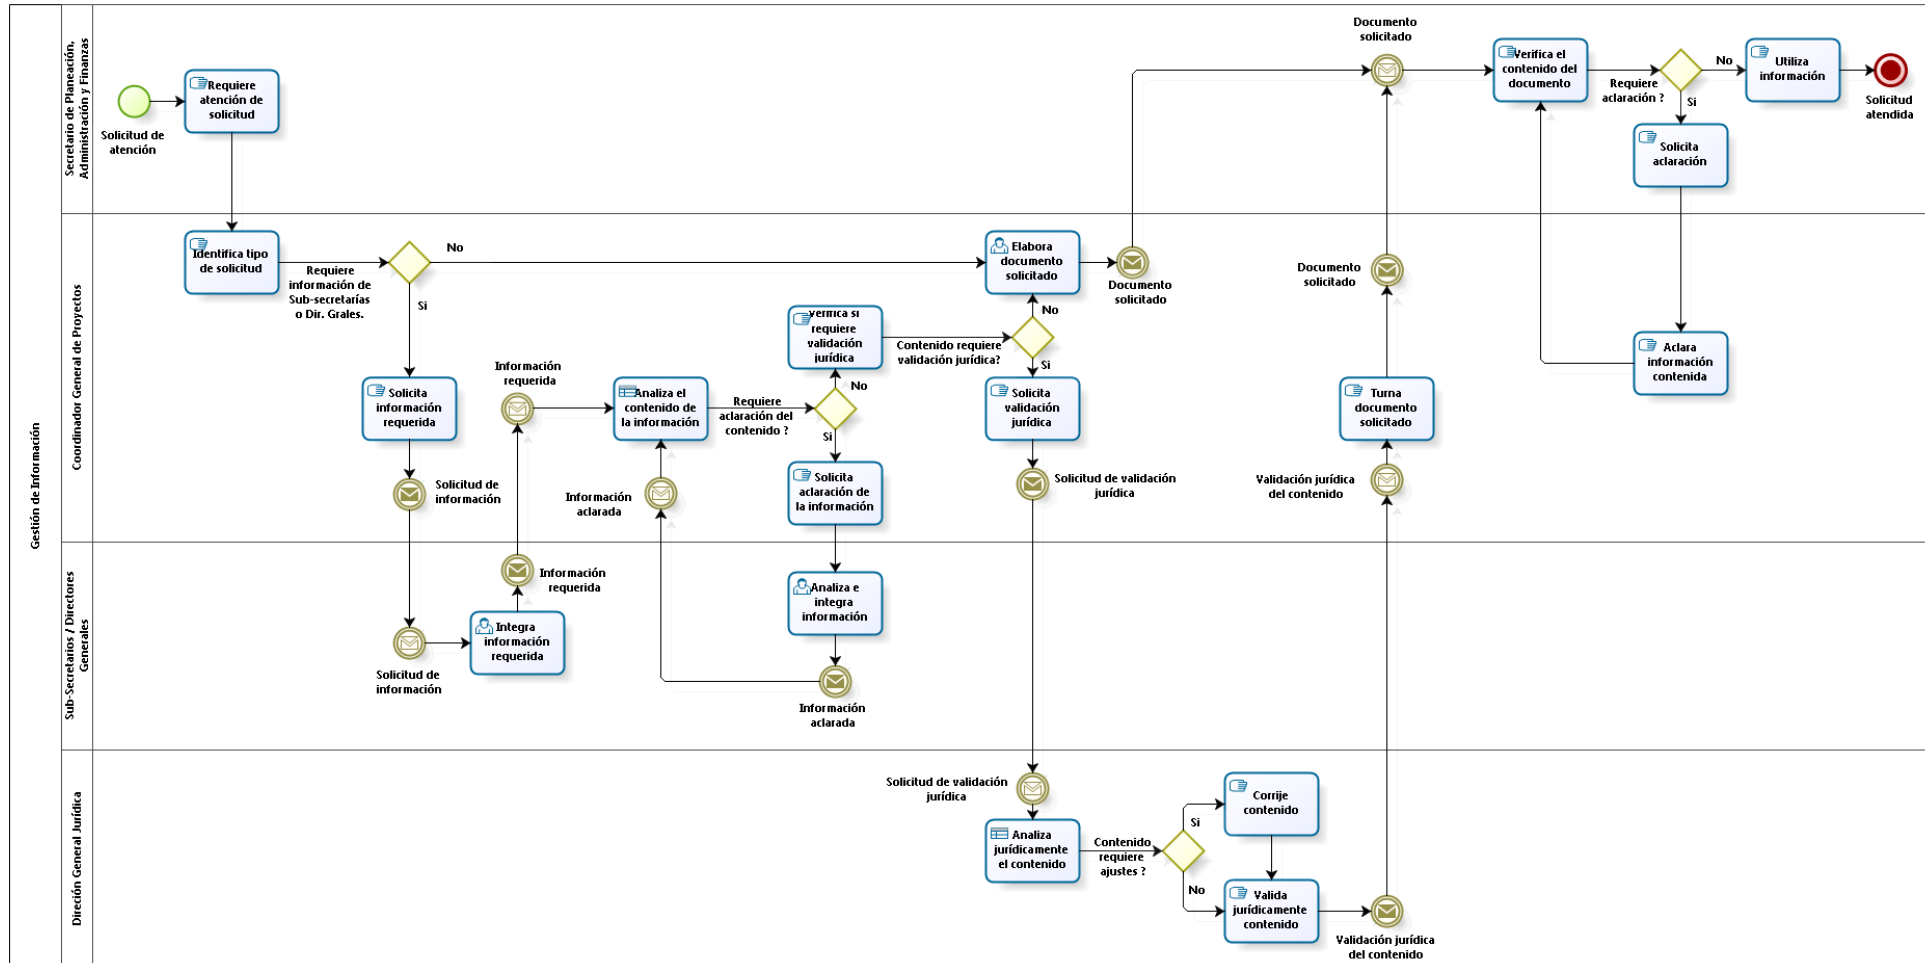 Gestión de Información
Secretario de Planeación,
Administración y Finanzas
Solicitud de
atención
Requiere
atención de
solicitud
Documento
solicitado
Verifica el
contenido del
documento
Requiere
aclaración ?
No
Si
Utiliza
información
Solicitud
atendida
Solicita
aclaración
Coordinador General de Proyectos
Identifica tipo
de solicitud
Requiere
información de
Sub-secretarías
o Dir. Grales.
No
Si
Elabora
documento
solicitado
Documento
solicitado
Verifica si
requiere
validación
jurídica
Contenido requiere
validación jurídica?
No
Si
Solicita
información
requerida
Información
requerida
Analiza el
contenido de
la información
Requiere
aclaración del
contenido ?
No
Si
Solicita
validación
jurídica
Solicitud de
información
Información
aclarada
Solicita
aclaración de
la información
Solicitud de validación
jurídica
Documento
solicitado
Turna
documento
solicitado
Validación jurídica
del contenido
Aclara
información
contenida
Sub-Secretarios / Directores
Generales
Información
requerida
Integra
información
requerida
Solicitud de
información
Analiza e
integra
información
Información
aclarada
Direción General Jurídica
Solicitud de validación
jurídica
Analiza
jurídicamente
el contenido
Contenido
requiere
ajustes ?
Si
No
Corrije
contenido
Valida
jurídicamente
contenido
Validación jurídica
del contenido